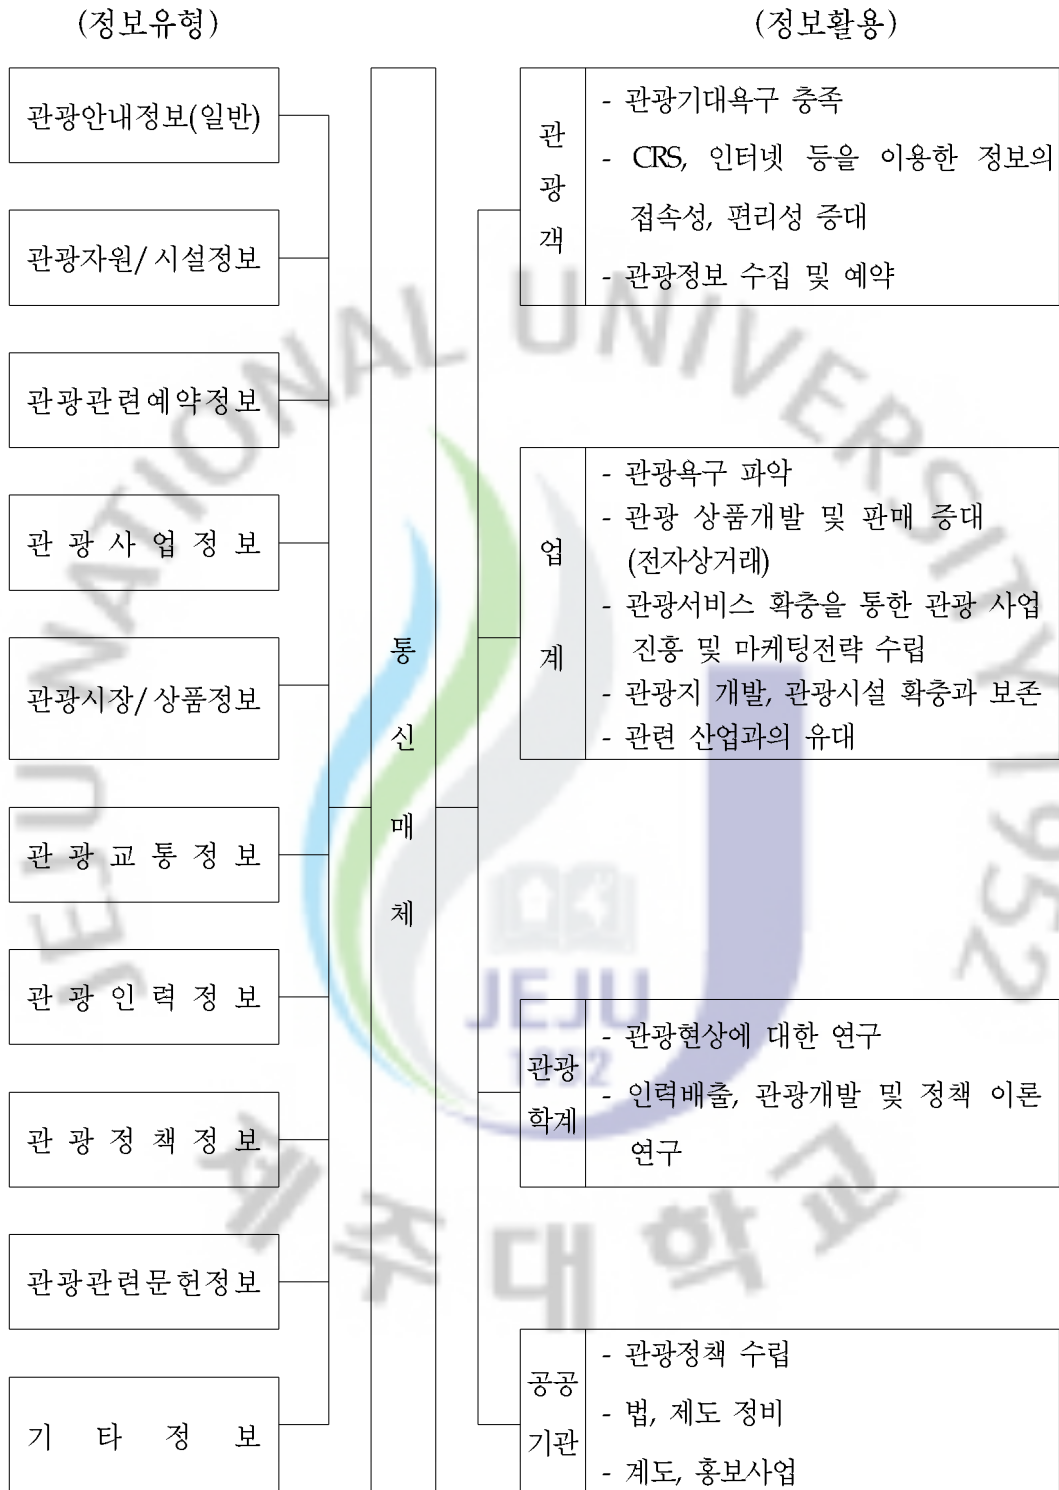 (정보유형)
(정보활용)
관광안내정보(일반)
관광자원/시설정보
관광관련예약정보
관광사업정보
관광시장/상품정보
관광교통정보
관광인력정보
관광정책정보
관광관련문헌정보
기타정보
통
신
매
체
관
광
객
- 관광기대욕구 충족
- CRS, 인터넷 등을 이용한 정보의
접속성, 편리성 증대
- 관광정보 수집 및 예약
업
계
- 관광욕구 파악
- 관광 상품개발 및 판매 증대
(전자상거래)
- 관광서비스 확충을 통한 관광 사업
진흥 및 마케팅전략 수립
- 관광지 개발, 관광시설 확충과 보존
- 관련 산업과의 유대
관광
학계
- 관광현상에 대한 연구
- 인력배출, 관광개발 및 정책 이론
연구
공공
기관
- 관광정책 수립
- 법, 제도 정비
- 계도, 홍보사업
JEJU NATIONAL UNIVERSITY 1952
JEJU
1952
제주대학교